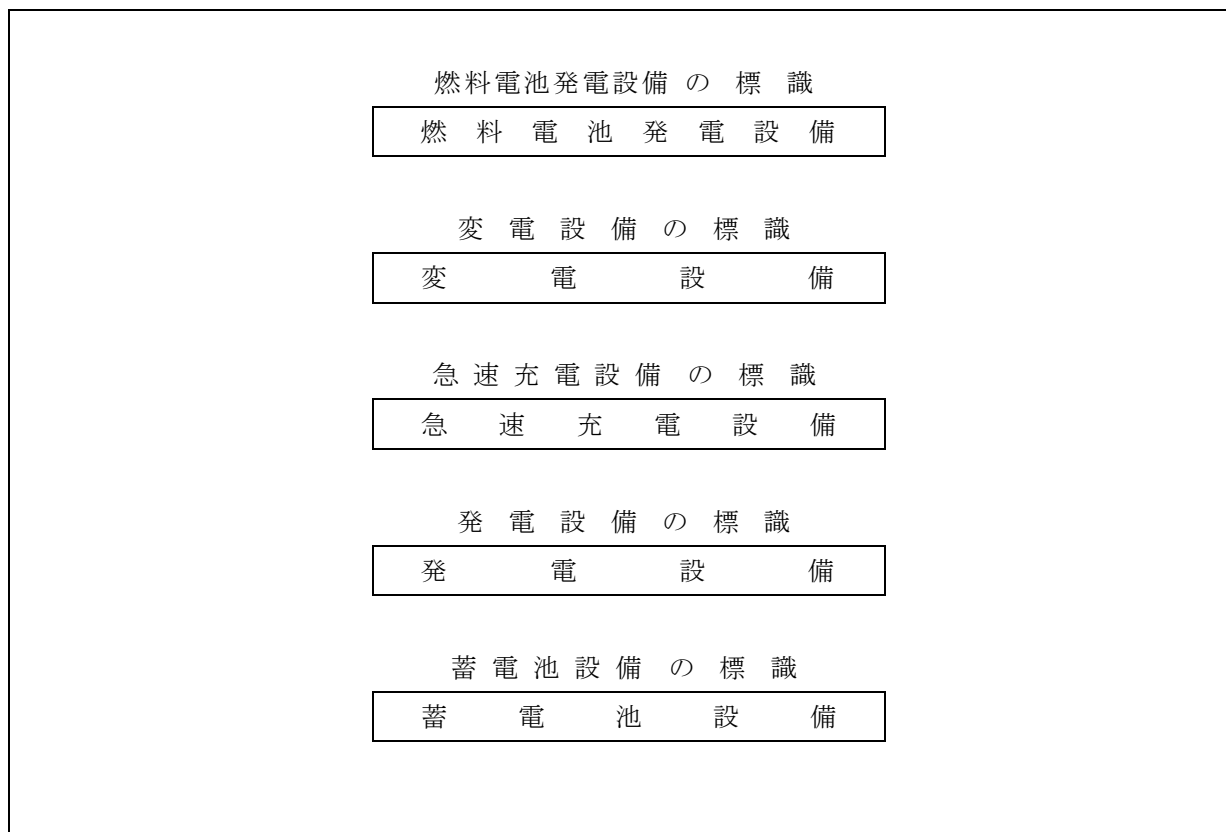 燃料電池発電設備の標識
燃料電池発電設備
変電設備の標識
変電設備
急速充電設備の標識
急速充電設備
発電設備の標識
発電設備
蓄電池設備の標識
蓄電池設備